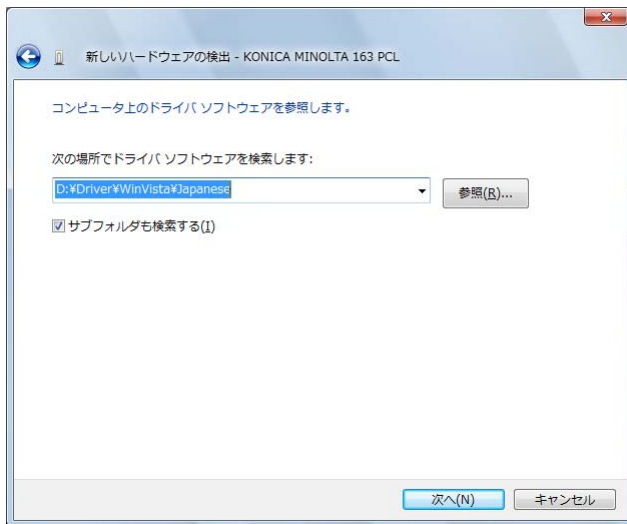 新しいハードウェアの検出 - KONICA MINOLTA 163 PCL
コンピュータ上のドライバ ソフトウェアを参照します。
次の場所でドライバ ソフトウェアを検索します:
D:¥Driver¥WinVista¥Japanese
参照(R)...
サブフォルダも検索する(I)
次へ(N)
キャンセル